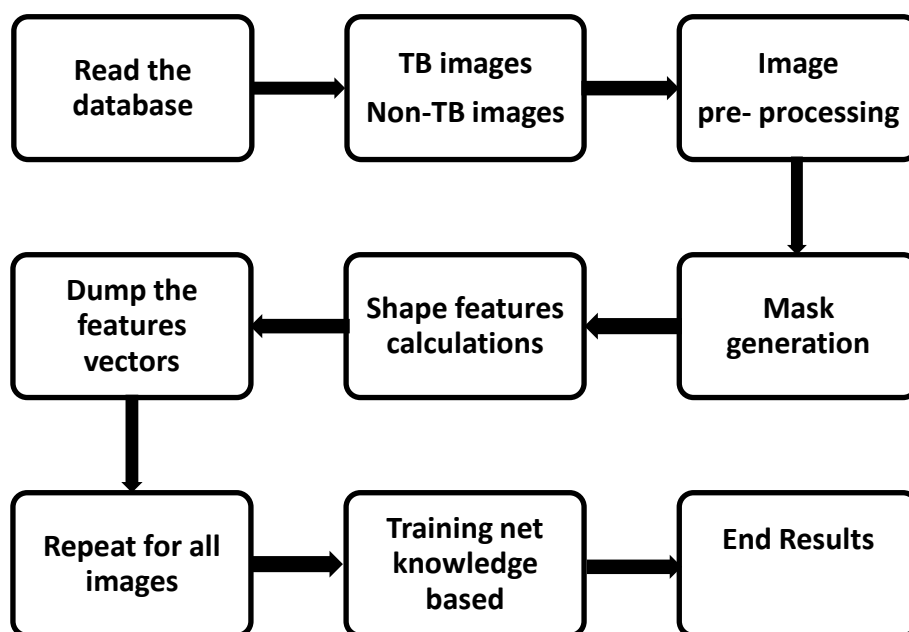 Read the
database
TB images
Non-TB images
Image
pre- processing
Mask
generation
Shape features
calculations
Dump the
features
vectors
Repeat for all
images
Training net
knowledge
based
End Results